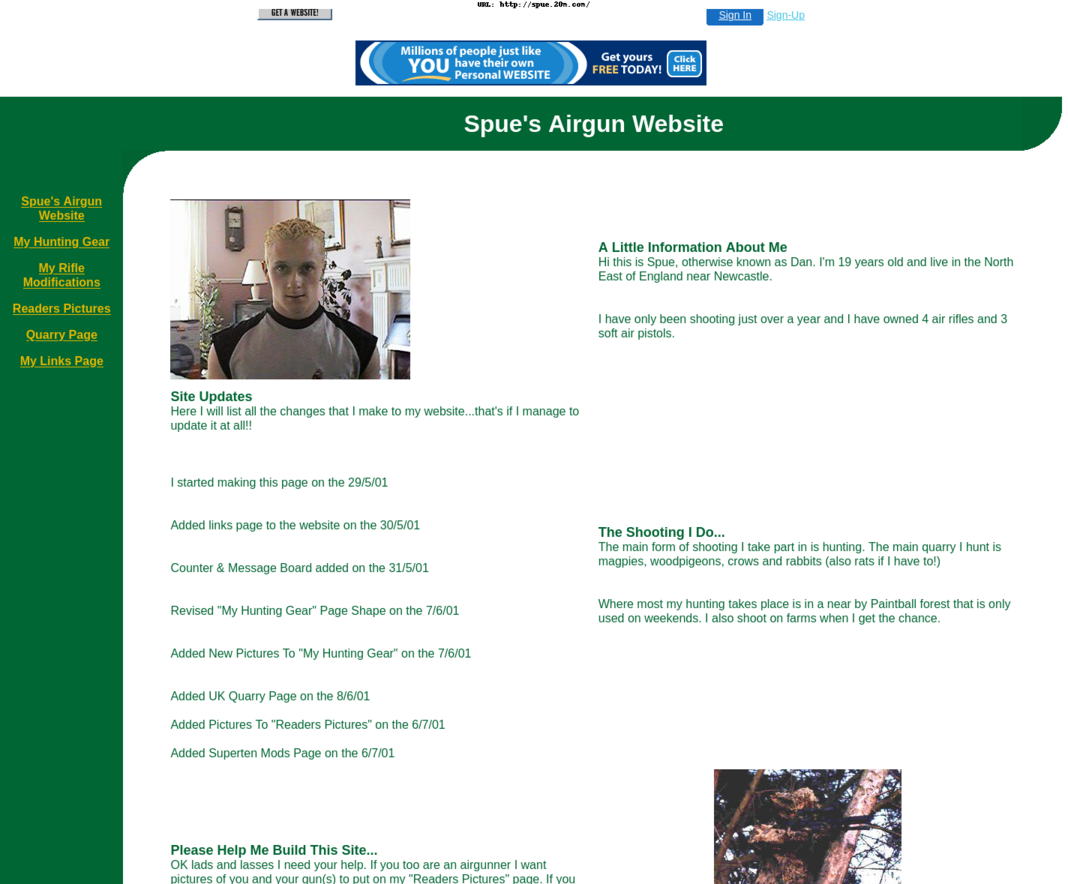 URL: http://spue.20m.com/
GET A WEBSITE!
Sign In Sign-Up
Millions of people just like
YOU have their own
Personal WEBSITE
Get yours
FREE TODAY!
Click
HERE
Spue's Airgun Website
Spue's Airgun
Website
My Hunting Gear
My Rifle
Modifications
Readers Pictures
Quarry Page
My Links Page
Site Updates
Here I will list all the changes that I make to my website...that's if I manage to
update it at all!!
I started making this page on the 29/5/01
Added links page to the website on the 30/5/01
Counter & Message Board added on the 31/5/01
Revised "My Hunting Gear" Page Shape on the 7/6/01
Added New Pictures To "My Hunting Gear" on the 7/6/01
Added UK Quarry Page on the 8/6/01
Added Pictures To "Readers Pictures" on the 6/7/01
Added Superten Mods Page on the 6/7/01
Please Help Me Build This Site...
OK lads and lasses I need your help. If you too are an airgunner I want
pictures of you and your gun(s) to put on my "Readers Pictures" page. If you
A Little Information About Me
Hi this is Spue, otherwise known as Dan. I'm 19 years old and live in the North
East of England near Newcastle.
I have only been shooting just over a year and I have owned 4 air rifles and 3
soft air pistols.
The Shooting I Do...
The main form of shooting I take part in is hunting. The main quarry I hunt is
magpies, woodpigeons, crows and rabbits (also rats if I have to!)
Where most my hunting takes place is in a near by Paintball forest that is only
used on weekends. I also shoot on farms when I get the chance.